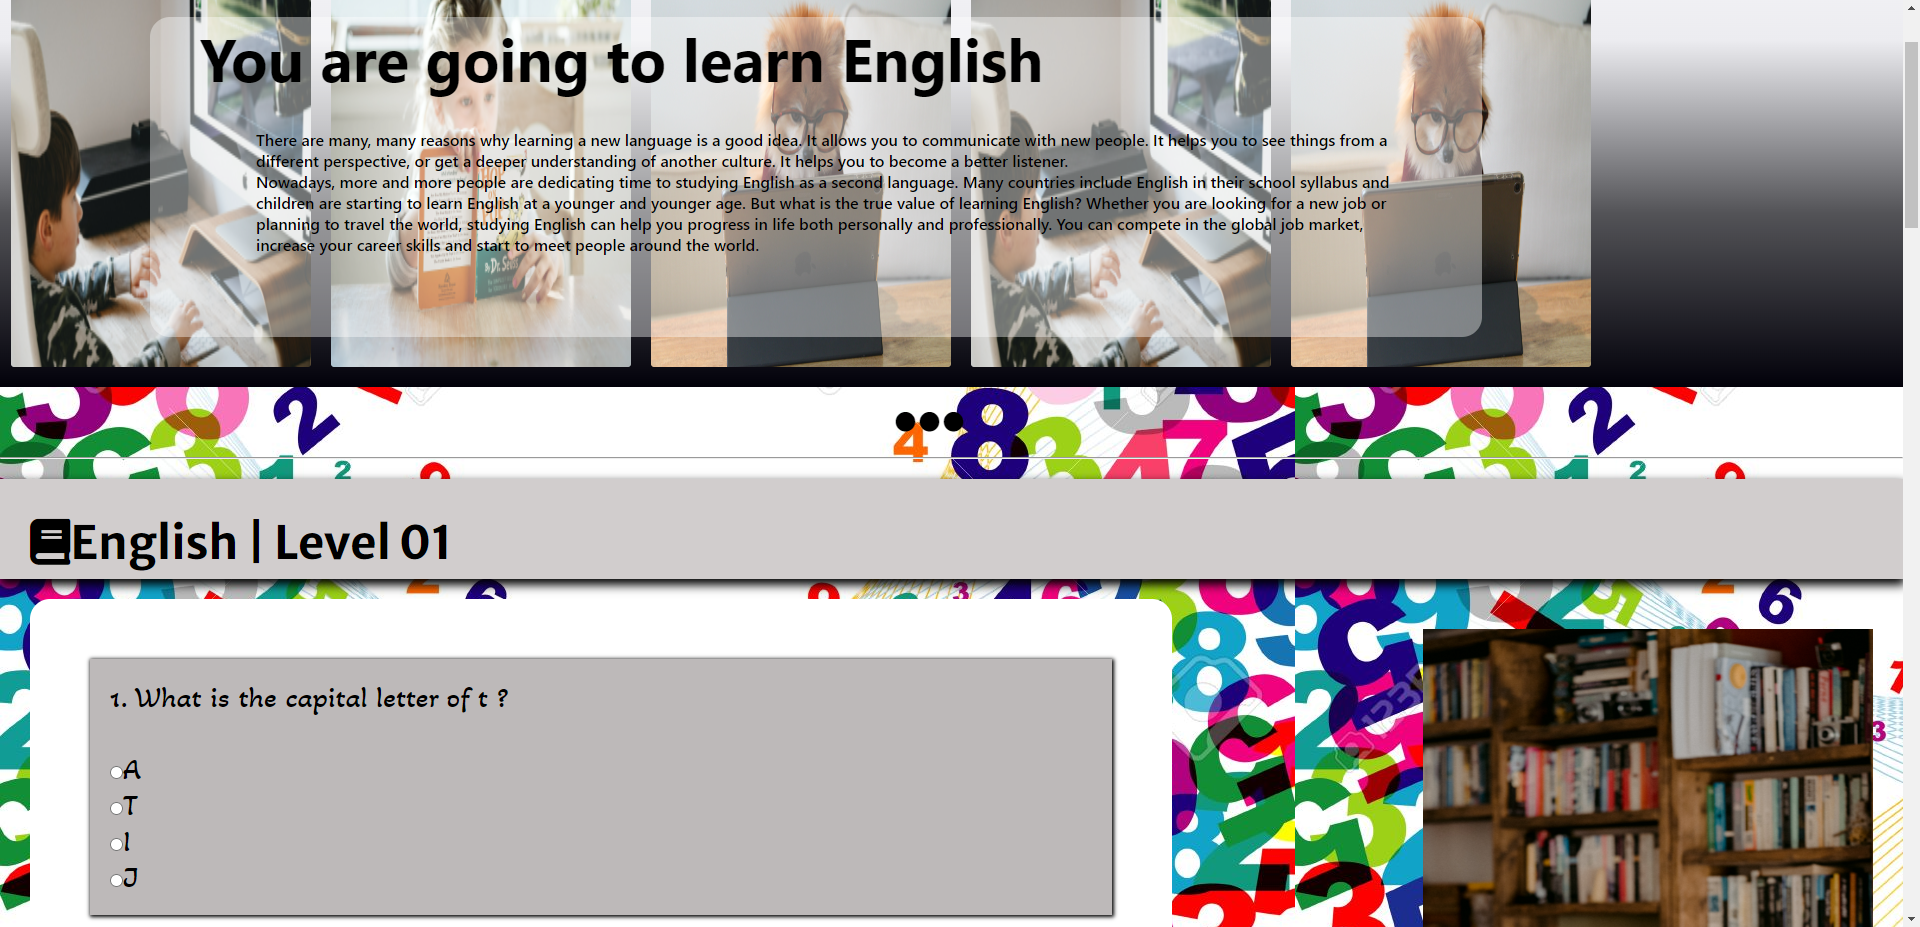 You are going to learn English
There are many, many reasons why learning a new language is a good idea. It allows you to communicate with new people. It helps you to see things from a
different perspective, or get a deeper understanding of another culture. It helps you to become a better listener.
Nowadays, more and more people are dedicating time to studying English as a second language. Many countries include English in their school syllabus and
children are starting to learn English at a younger and younger age. But what is the true value of learning English? Whether you are looking for a new job or
planning to travel the world, studying English can help you progress in life both personally and professionally. You can compete in the global job market,
increase your career skills and start to meet people around the world.
By Dr. Seuss
English | Level 01
1. What is the capital letter of t ?
A
T
I
J